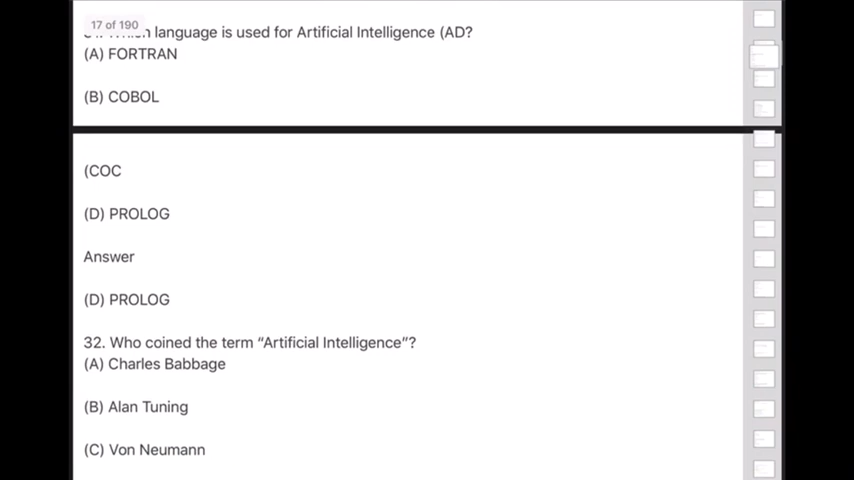 17 of 190
language is used for Artificial Intelligence (AD?
(A) FORTRAN
(B) COBOL
(COC
(D) PROLOG
Answer
(D) PROLOG
32. Who coined the term “Artificial Intelligence”?
(A) Charles Babbage
(B) Alan Tuning
(C) Von Neumann